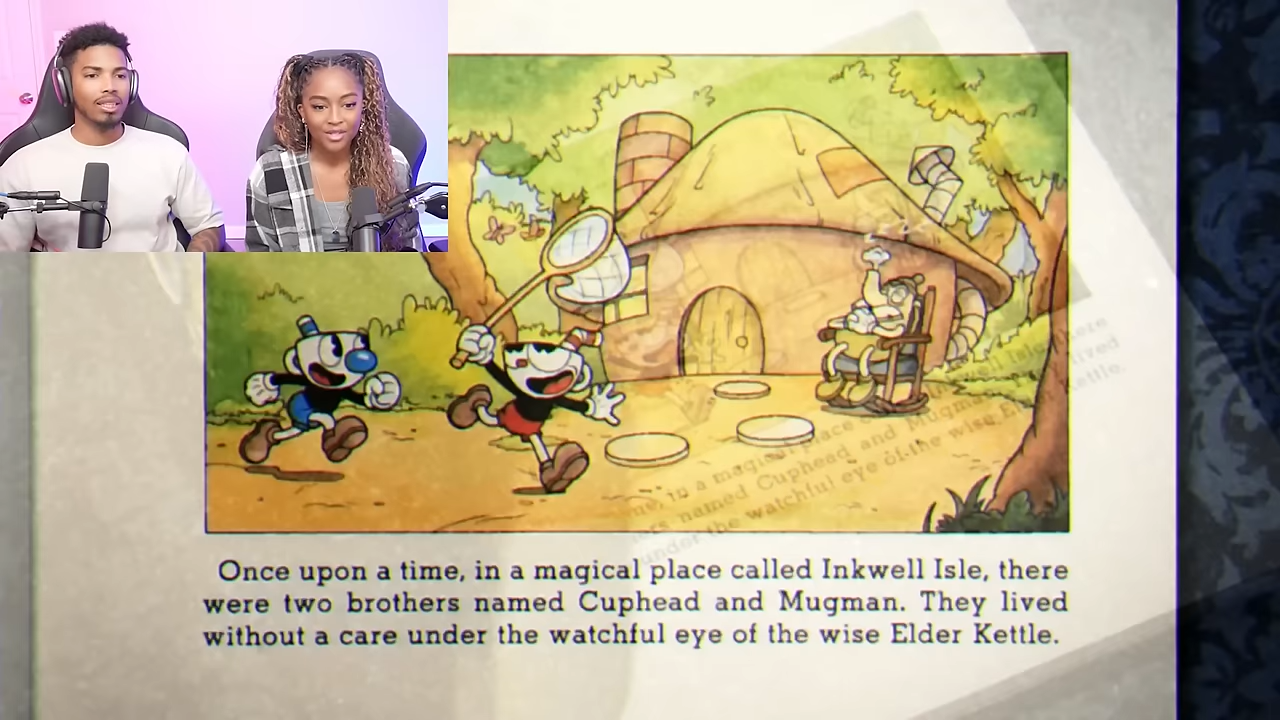 Once upon a time, in a magical place called Inkwell Isle, there
were two brothers named Cuphead and Mugman. They lived
without a care under the watchful eye of the wise Elder Kettle.